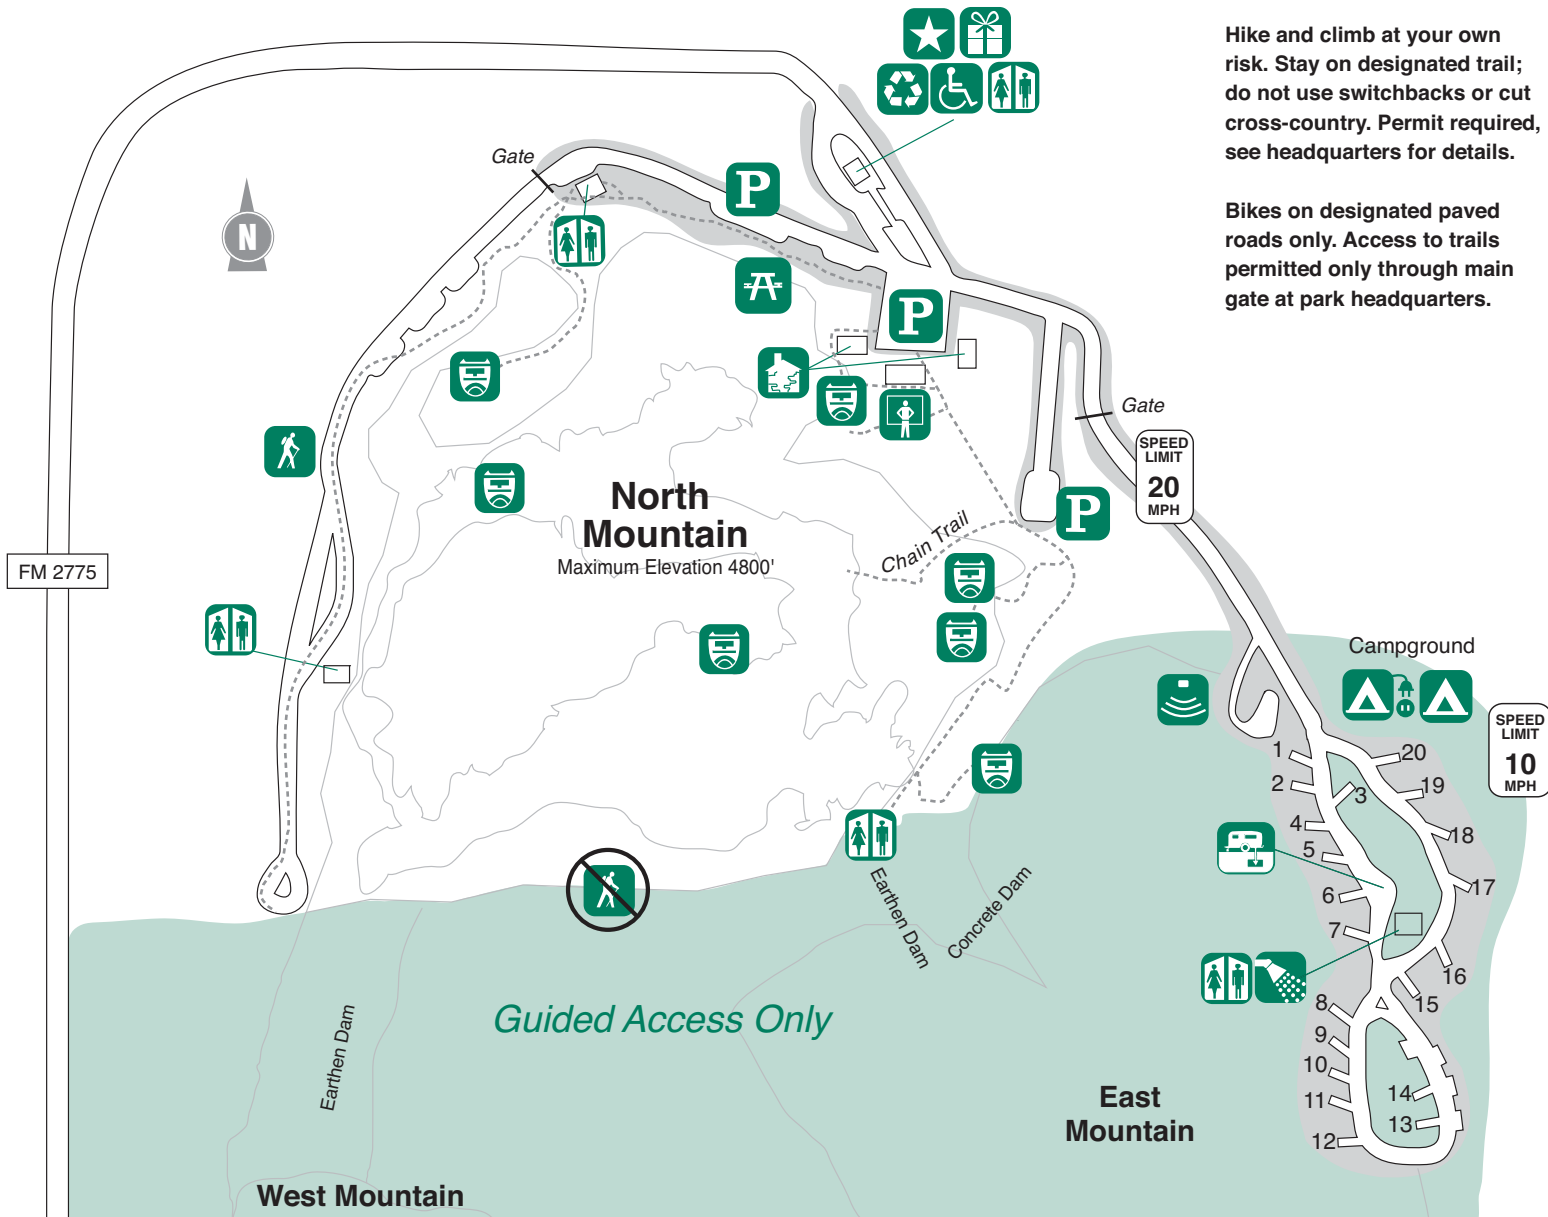 Hike and climb at your own
risk. Stay on designated trail;
do not use switchbacks or cut
cross-country. Permit required,
see headquarters for details.
Bikes on designated paved
roads only. Access to trails
permitted only through main
gate at park headquarters.
Gate
P
N
P
Gate
SPEED
LIMIT
20
MPH
North
Mountain
Maximum Elevation 4800'
P
Chain Trail
FM 2775
Campground
SPEED
LIMIT
10
MPH
1
20
2
3
19
4
18
5
6
17
7
16
8
15
9
10
14
11
13
12
Earthen Dam
Concrete Dam
Guided Access Only
Earthen Dam
East
Mountain
West Mountain